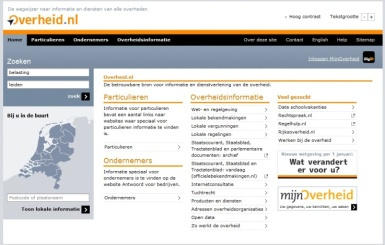 De wegwijzer naar informatie en diensten van alle overheden
Overheid.nl
Hoog contrast
Tekstgrootte - +
Home Particulieren Ondernemers Overheidsinformatie Over deze site Contact English Help Sitemap
Zoeken
Inloggen MijnOverheid
belasting
leiden
zoek
Bij u in de buurt
Postcode of plaatsnaam
Toon lokale informatie
Overheid.nl
De betrouwbare bron voor informatie en dienstverlening van de overheid.
Particulieren
Informatie voor particulieren
bevat een aantal links naar
websites waar speciaal voor
particulieren informatie te vinden
is.
Particulieren
Ondernemers
Informatie speciaal voor
ondernemers is te vinden op de
website Antwoord voor bedrijven.
Ondernemers
Overheidsinformatie
Wet- en regelgeving
Lokale bekendmakingen
Lokale vergunningen
Lokale regelingen
Staatscourant, Staatsblad,
Tractatenblad en parlementaire
documenten: archief
Staatscourant, Staatsblad en
Tractatenblad: vandaag
(officielebekendmakingen.nl)
Internetconsultatie
Tuchtrecht
Producten en diensten
Adressen overheidsorganisaties
Open data
Zo werkt de overheid
Veel gezocht
Data schoolvakanties
Rechtspraak.nl
Regelhulp.nl
Rijksoverheid.nl
Werken bij de overheid
Nieuwe wetgeving per 1 januari:
Wat verandert
er voor u?
mijnOverheid
Uw gegevens, uw berichten, uw zaken